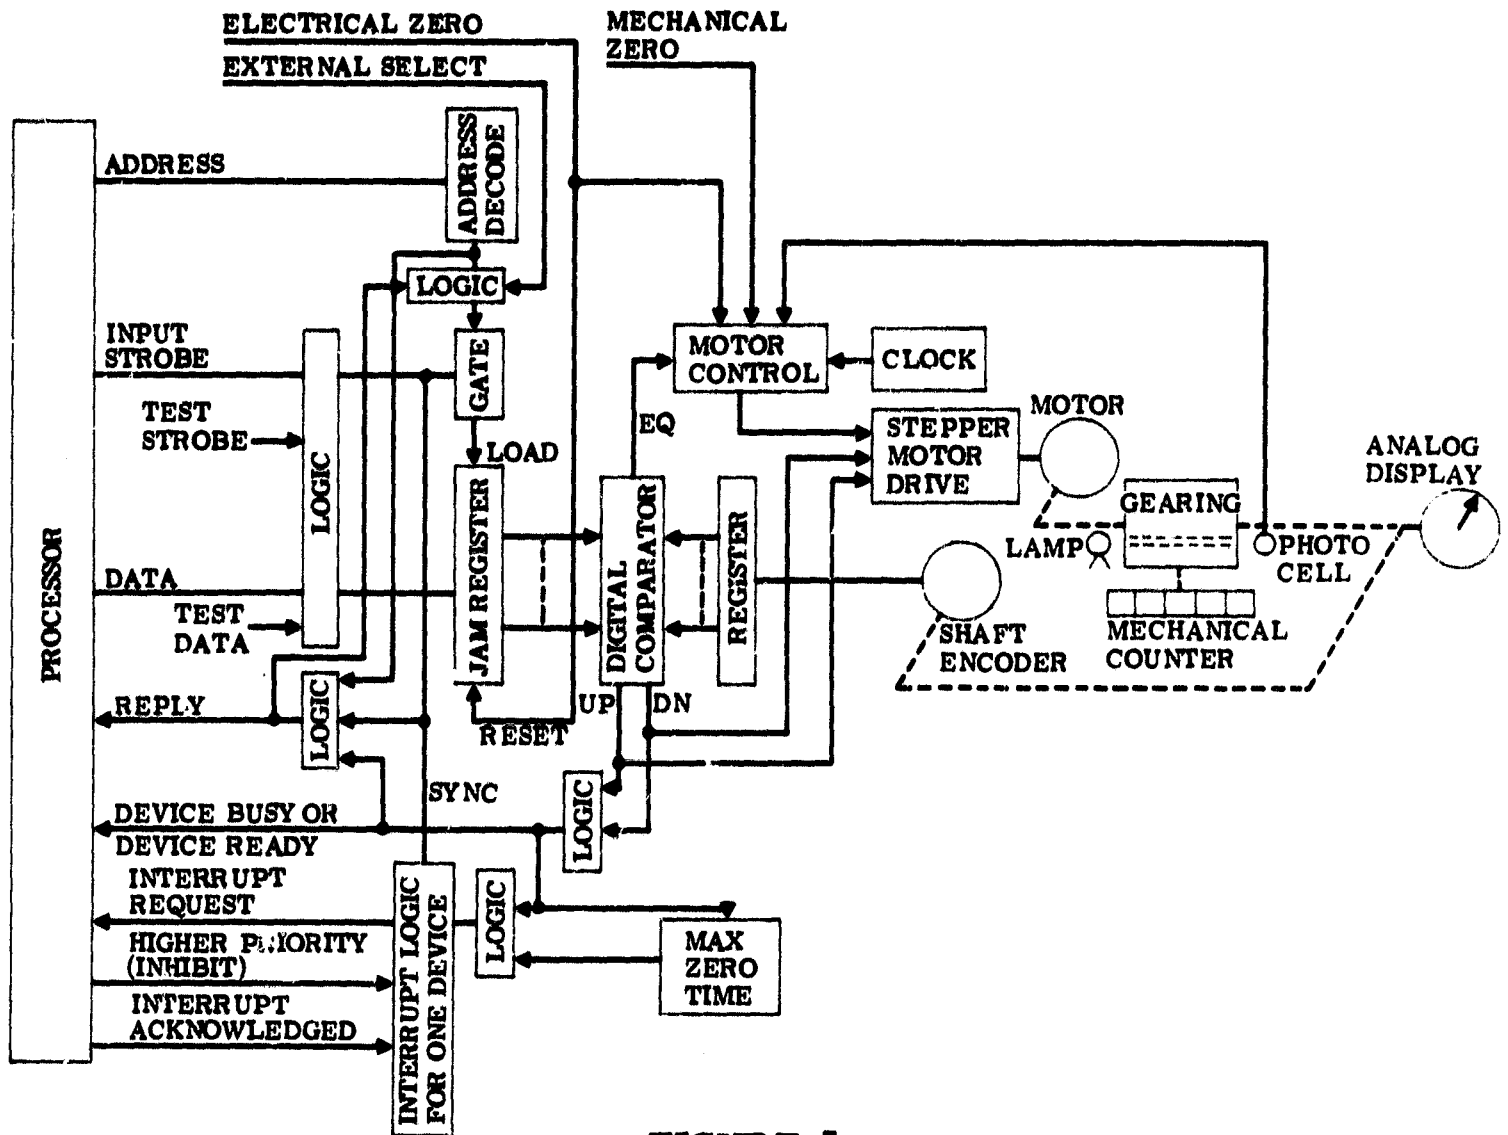 ELECTRICAL ZERO
EXTERNAL SELECT
MECHANICAL
ZERO
ADDRESS
ADDRESS
DECODE
LOGIC
INPUT
STROBE
TEST
STROBE
LOGIC
GATE
LOAD
EQ
MOTOR
CONTROL
CLOCK
STEPPER
MOTOR
DRIVE
MOTOR
ANALOG
DISPLAY
GEARING
LAMP
PHOTO
CELL
PROCESSOR
DATA
TEST
DATA
JAM REGISTER
DIGITAL
COMPARATOR
REGISTER
SHAFT
ENCODER
MECHANICAL
COUNTER
REPLY
LOGIC
RESET
UP
DN
SYNC
LOGIC
DEVICE BUSY OR
DEVICE READY
INTERRUPT
REQUEST
HIGHER PRIORITY
(INHIBIT)
INTERRUPT
ACKNOWLEDGED
INTERRUPT LOGIC
FOR ONE DEVICE
LOGIC
MAX
ZERO
TIME